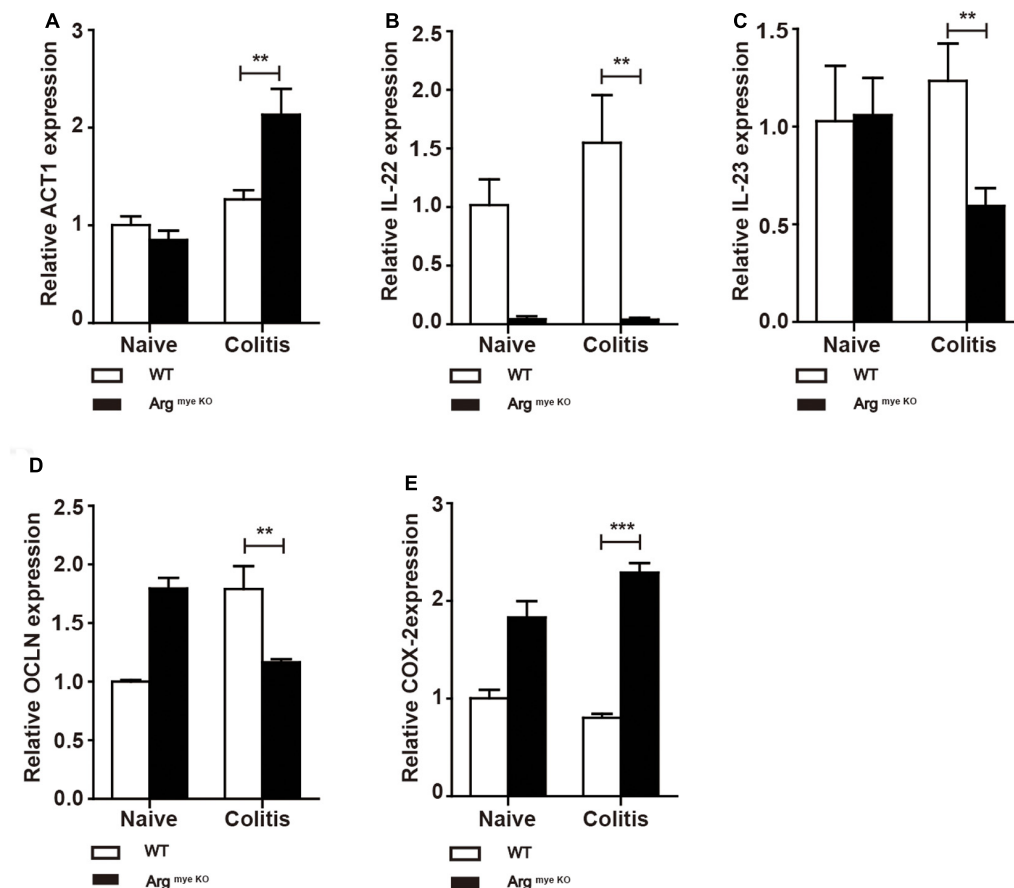 A
Relative ACT1 expression
3
2
1
0
**
Naive Colitis
WT
Arg mye KO
B
Relative IL-22 expression
2.5
2.0
1.5
1.0
0.5
0.0
**
Naive Colitis
WT
Arg mye KO
C
Relative IL-23 expression
1.5
1.0
0.5
0.0
**
Naive Colitis
WT
Arg mye KO
D
Relative OCLN expression
2.5
2.0
1.5
1.0
0.5
0.0
**
Naive Colitis
WT
Arg mye KO
E
Relative COX-2expression
3
2
1
0
***
Naive Colitis
WT
Arg mye KO